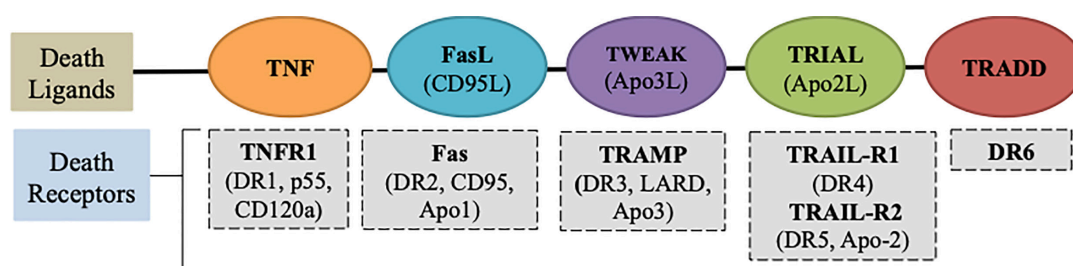 Death
Ligands
TNF
FasL
(CD95L)
TWEAK
(Apo3L)
TRIAL
(Apo2L)
TRADD
Death
Receptors
TNFR1
(DR1, p55,
CD120a)
Fas
(DR2, CD95,
Apo1)
TRAMP
(DR3, LARD,
Apo3)
TRAIL-R1
(DR4)
TRAIL-R2
(DR5, Apo-2)
DR6